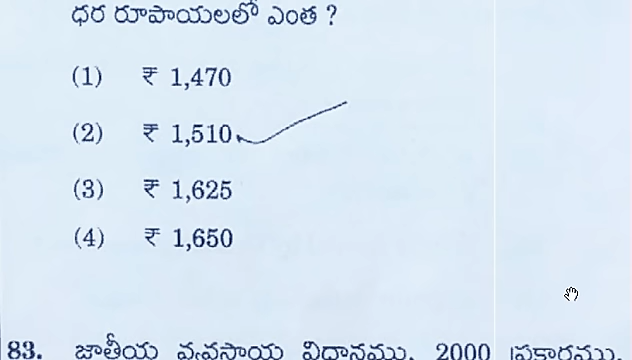 ధర రూపాయలలో ఎంత ?
(1) ₹ 1,470
(2) ₹ 1,510
(3) ₹ 1,625
(4) ₹ 1,650
83. జాతీయ వ్యవసాయ విధానము, 2000 ప్రకారము,